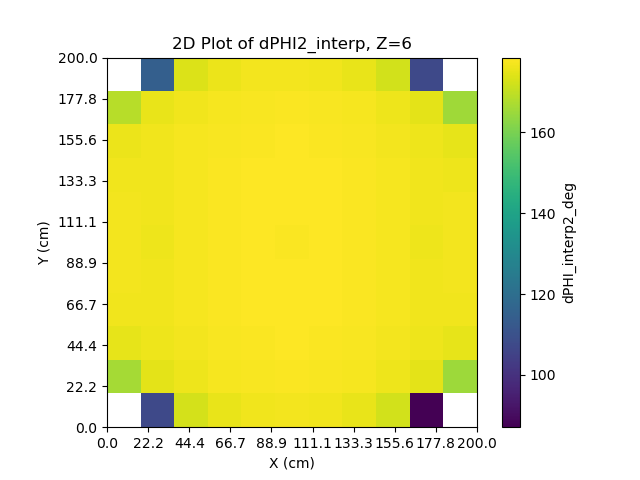 2D Plot of dPHI2_interp, Z=6
200.0
177.8
155.6
133.3
111.1
88.9
66.7
44.4
22.2
0.0
Y (cm)
0.0 22.2 44.4 66.7 88.9 111.1 133.3 155.6 177.8 200.0
X (cm)
160
140
120
100
dPHI_interp2_deg